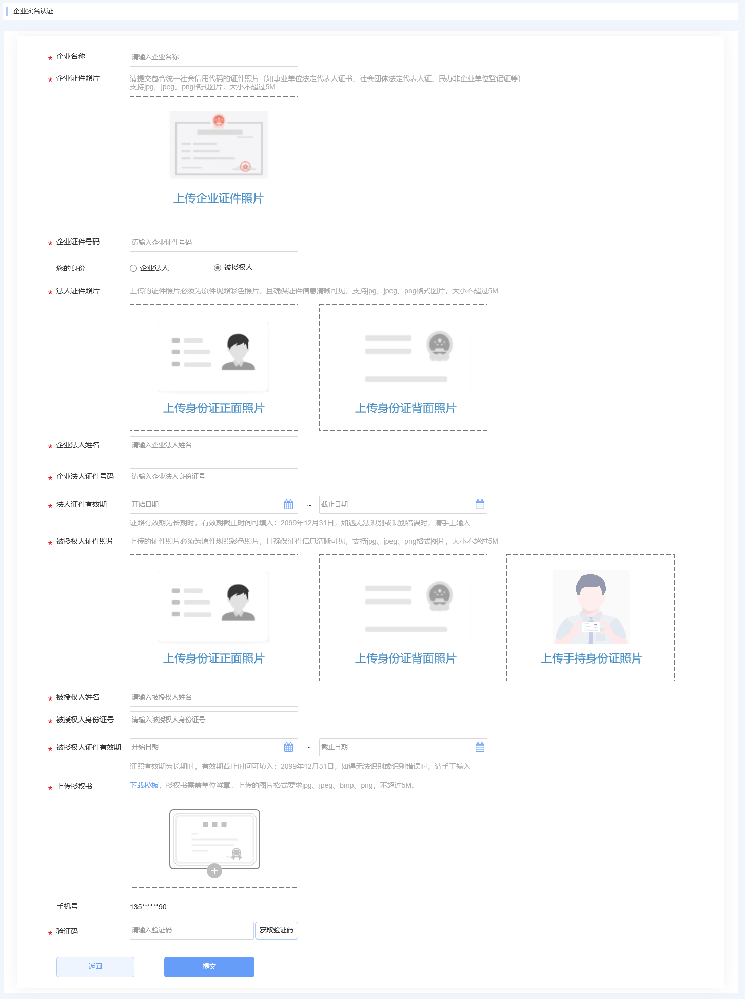 企业实名认证
* 企业名称 请输入企业名称
* 企业证件照片 请提交包含统一社会信用代码的证件照片（如事业单位法定代表人证书、社会团体法定代表人证、民办非企业单位登记证等）
支持jpg、jpeg、png格式图片，大小不超过5M
上传企业证件照片
* 企业证件号码 请输入企业证件号码
您的身份 企业法人 被授权人
* 法人证件照片 上传的证件照片必须为原件现照彩色照片，且确保证件信息清晰可见，支持jpg、jpeg、png格式图片，大小不超过5M
上传身份证正面照片 上传身份证背面照片
* 企业法人姓名 请输入企业法人姓名
* 企业法人证件号码 请输入企业法人身份证号
* 法人证件有效期 开始日期 ~ 截止日期
证照有效期为长期时，有效期截止时间可填入：2099年12月31日，如遇无法识别或识别错误时，请手工输入
* 被授权人证件照片 上传的证件照片必须为原件现照彩色照片，且确保证件信息清晰可见，支持jpg、jpeg、png格式图片，大小不超过5M
上传身份证正面照片 上传身份证背面照片 上传手持身份证照片
* 被授权人姓名 请输入被授权人姓名
* 被授权人身份证号 请输入被授权人身份证号
* 被授权人证件有效期 开始日期 ~ 截止日期
证照有效期为长期时，有效期截止时间可填入：2099年12月31日，如遇无法识别或识别错误时，请手工输入
* 上传授权书 下载模板，授权书需盖单位鲜章。上传的图片格式要求jpg、jpeg、bmp、png，不超过5M。
手机号 135******90
* 验证码 请输入验证码 获取验证码
返回 提交